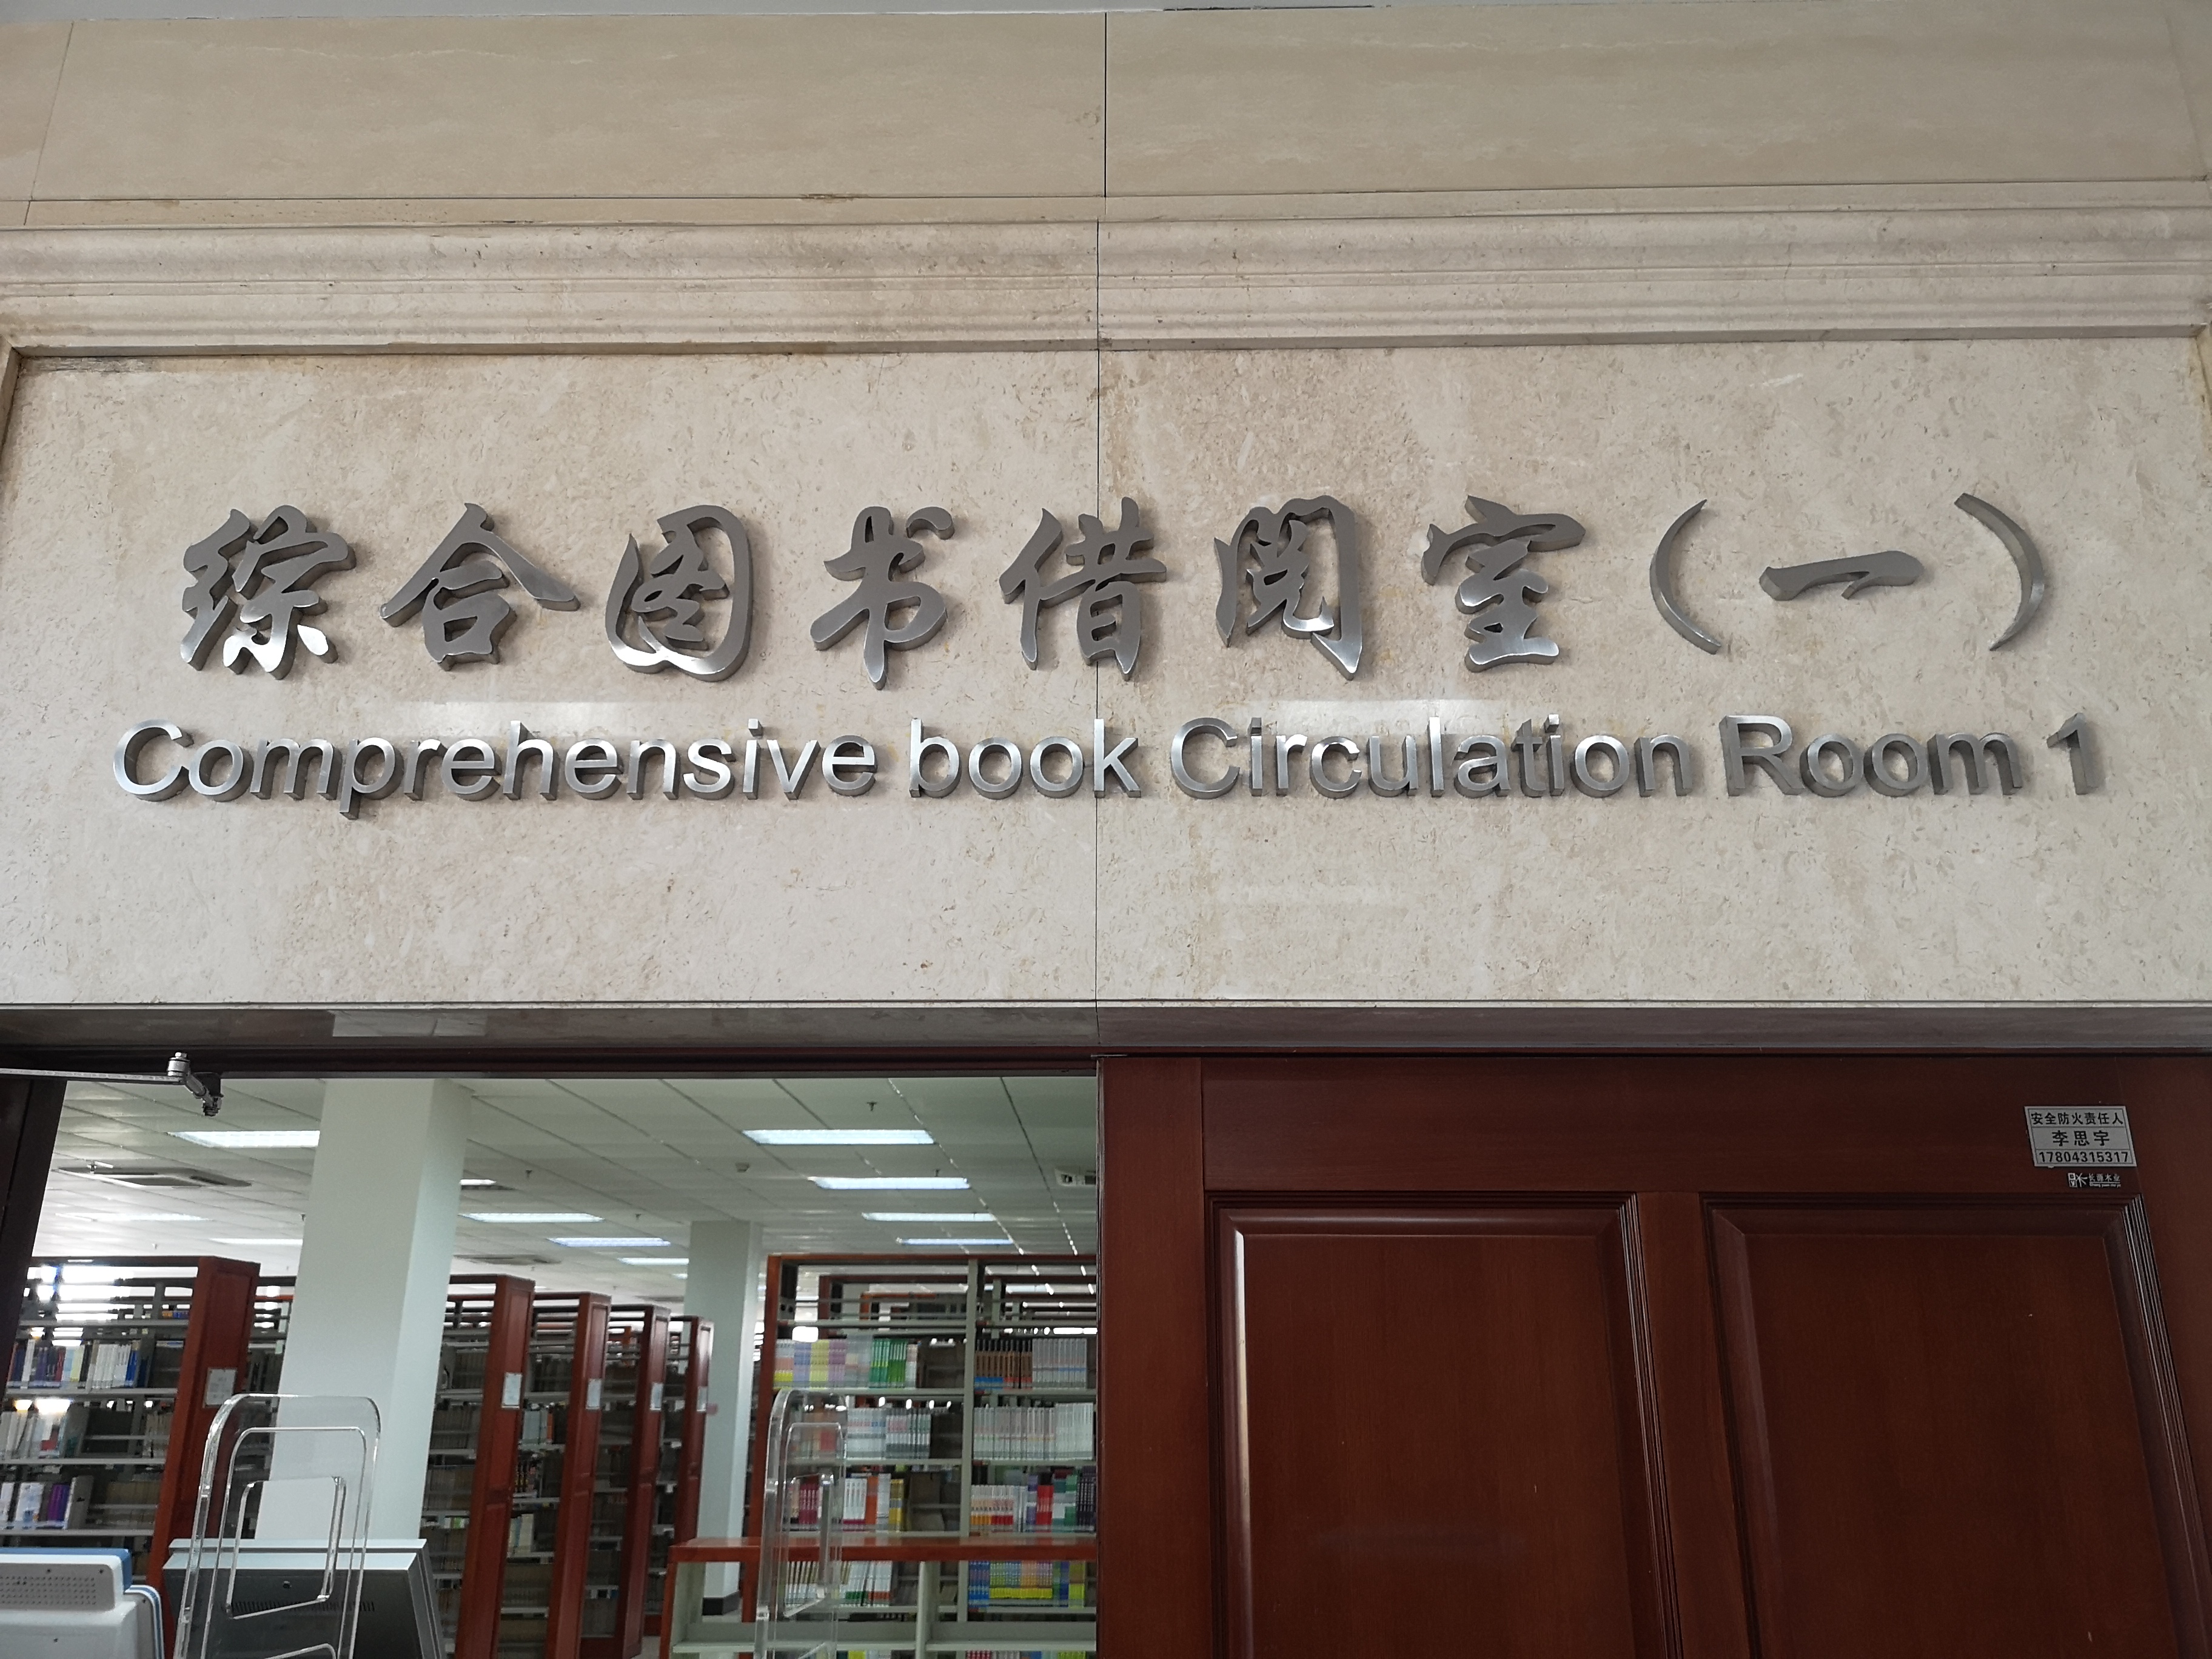 综合图书借阅室（一）
Comprehensive book Circulation Room 1
安全防火责任人
李思宇
17804315317